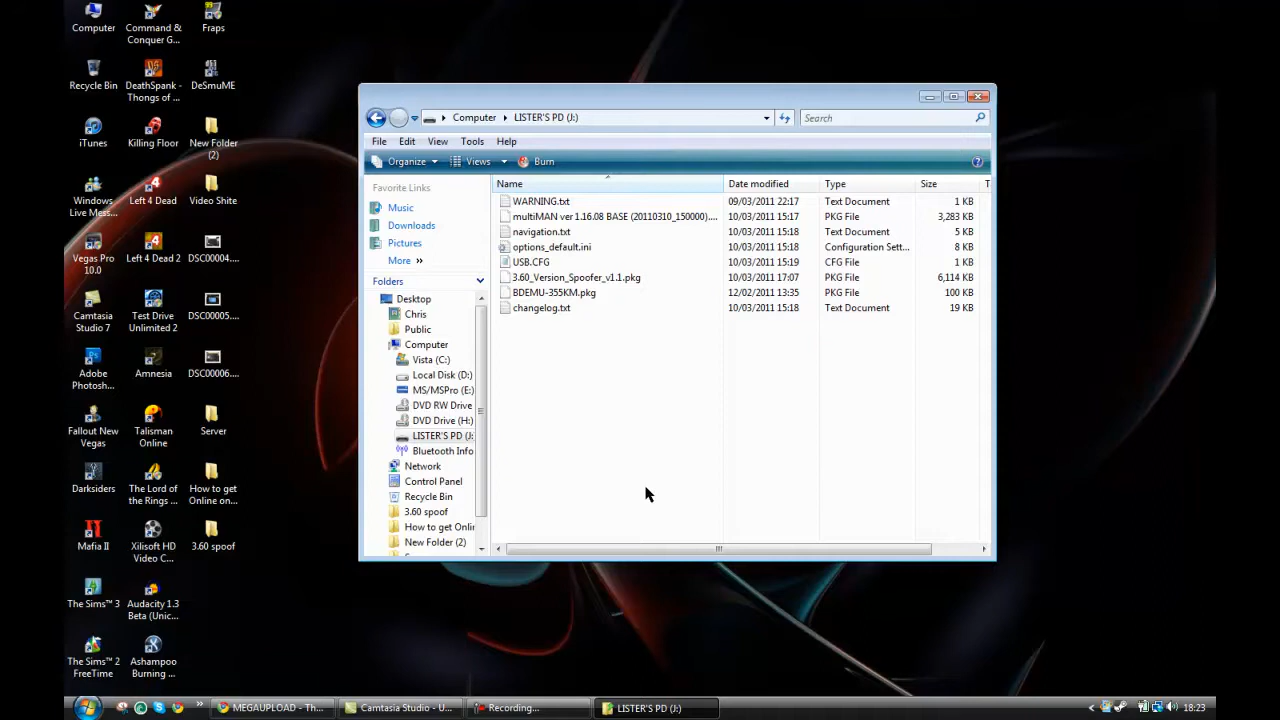 Computer
Command &
Conquer G...
Fraps
Recycle Bin
DeathSpank -
Thongs of ...
DeSmuME
iTunes
Killing Floor
New Folder
(2)
Windows
Live Mess...
Left 4 Dead
Video Shite
Vegas Pro
10.0
Left 4 Dead 2
DSC00004....
Camtasia
Studio 7
Test Drive
Unlimited 2
DSC00005....
Adobe
Photosh...
Amnesia
DSC00006....
Fallout New
Vegas
Talisman
Online
Server
Darksiders
The Lord of
the Rings ...
How to get
Online on...
Mafia II
Xilisoft HD
Video C...
3.60 spoof
The Sims™ 3
Audacity 1.3
Beta (Unic...
The Sims™ 2
FreeTime
Ashampoo
Burning ...
Computer
LISTER'S PD (J:)
Search
File Edit View Tools Help
Organize Views Burn
Favorite Links
Music
Downloads
Pictures
More
Folders
Desktop
Chris
Public
Computer
Vista (C:)
Local Disk (D:)
MS/MSPro (E:)
DVD RW Drive
DVD Drive (H:)
LISTER'S PD (J:
Bluetooth Info
Network
Control Panel
Recycle Bin
3.60 spoof
How to get Onlin
New Folder (2)
Name Date modified Type Size T
WARNING.txt 09/03/2011 22:17 Text Document 1 KB
multiMAN ver 1.16.08 BASE (20110310_150000).... 10/03/2011 15:17 PKG File 3,283 KB
navigation.txt 10/03/2011 15:18 Text Document 5 KB
options_default.ini 10/03/2011 15:18 Configuration Sett... 8 KB
USB.CFG 10/03/2011 15:19 CFG File 1 KB
3.60_Version_Spoofer_v1.1.pkg 10/03/2011 17:07 PKG File 6,114 KB
BDEMU-355KM.pkg 12/02/2011 13:35 PKG File 100 KB
changelog.txt 10/03/2011 15:18 Text Document 19 KB
MEGAUPLOAD - Th...
Camtasia Studio - U...
Recording...
LISTER'S PD (J:)
18:23